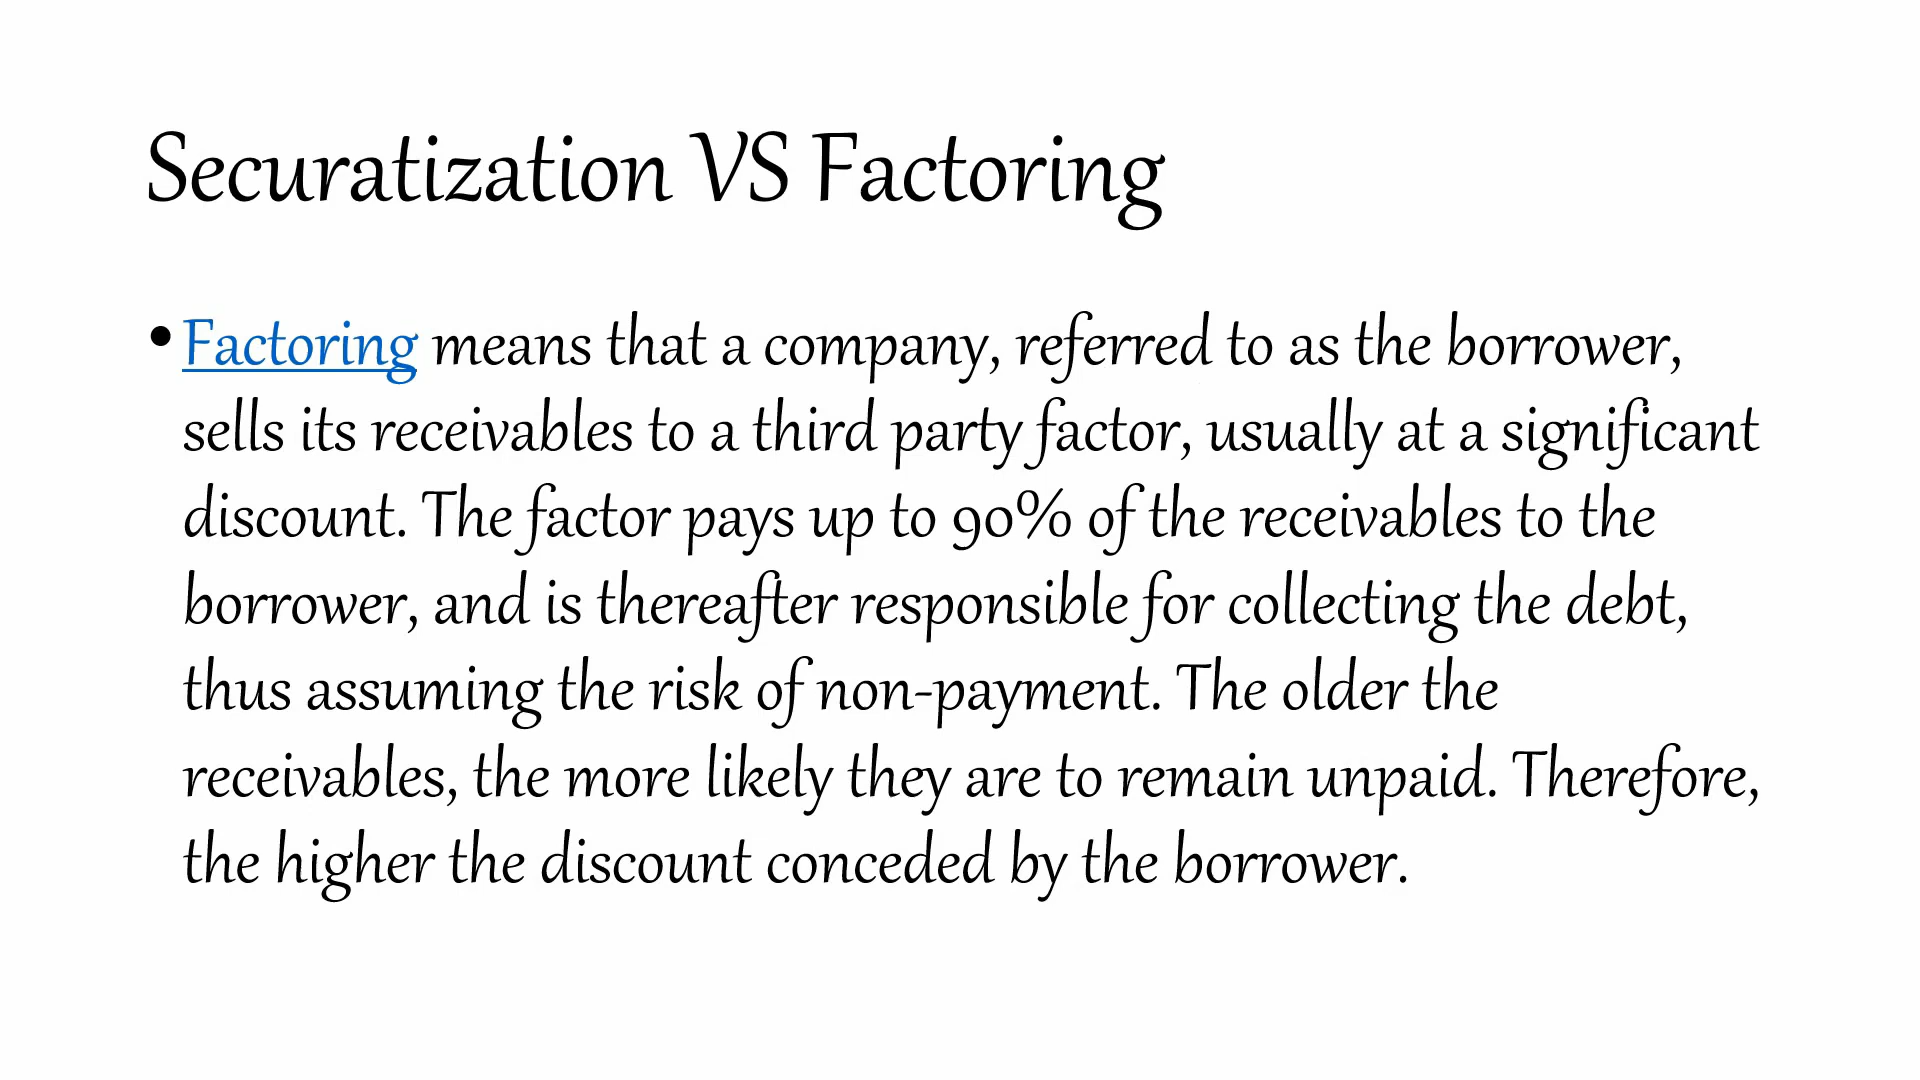 Securatization VS Factoring
• Factoring means that a company, referred to as the borrower,
sells its receivables to a third party factor, usually at a significant
discount. The factor pays up to 90% of the receivables to the
borrower, and is thereafter responsible for collecting the debt,
thus assuming the risk of non-payment. The older the
receivables, the more likely they are to remain unpaid. Therefore,
the higher the discount conceded by the borrower.